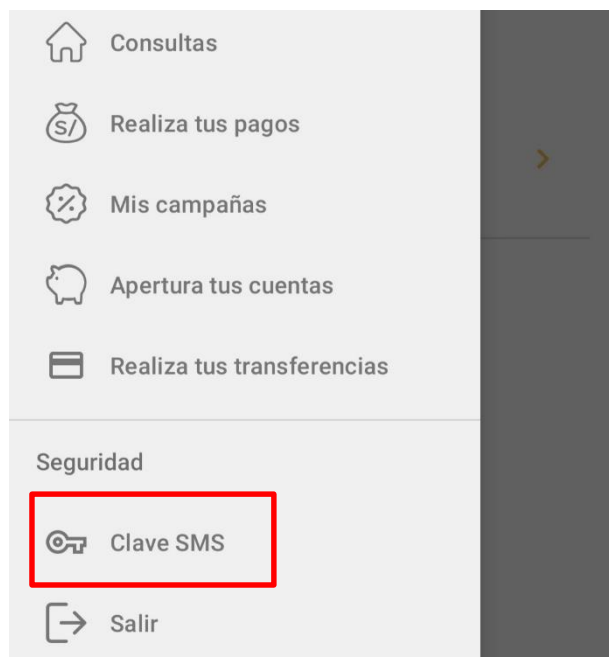 Consultas
S/ Realiza tus pagos
Mis campañas
Apertura tus cuentas
Realiza tus transferencias
Seguridad
Clave SMS
Salir